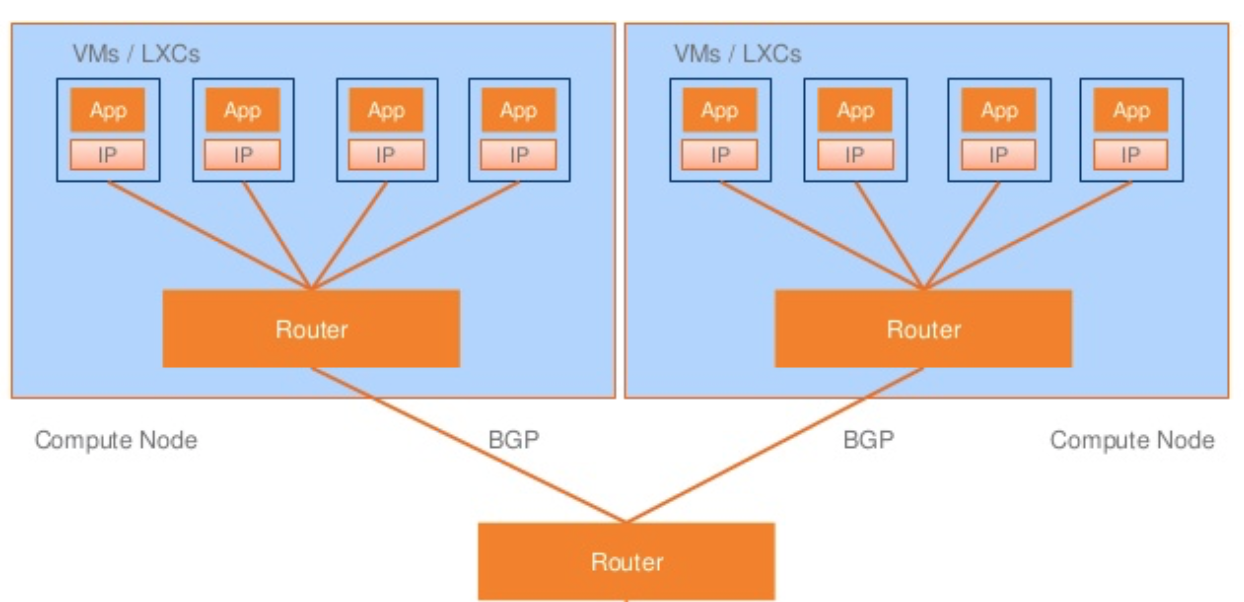 VMs / LXCs
VMs / LXCs
App App App App
App App App App
IP IP IP IP
IP IP IP IP
Router
Router
Compute Node
BGP
BGP
Compute Node
Router